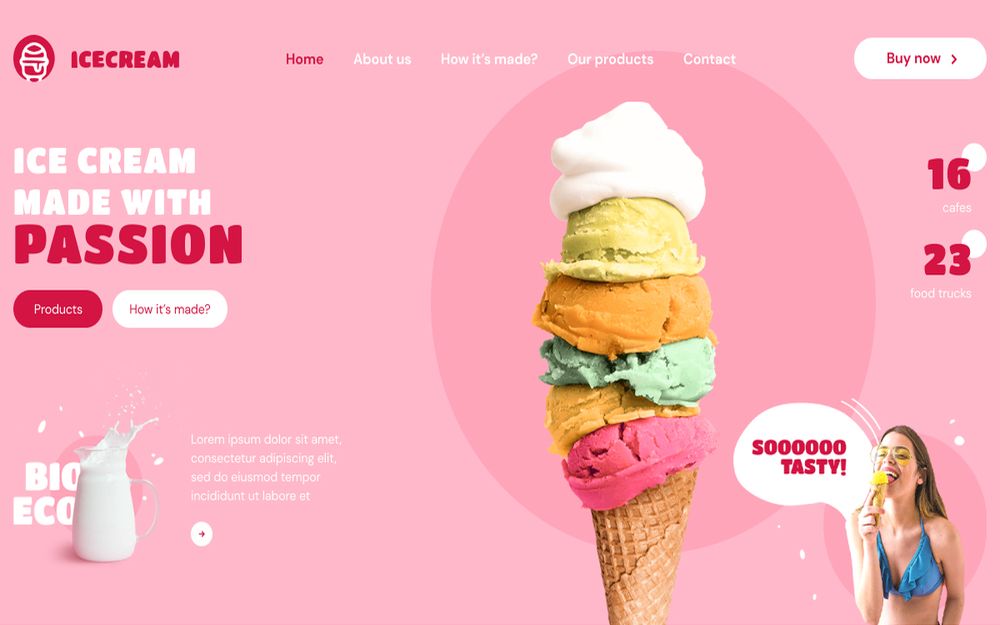 ICECREAM
Home
About us
How it's made?
Our products
Contact
Buy now
ICE CREAM
MADE WITH
PASSION
Products
How it's made?
16
cafes
23
food trucks
BIO
ECO
Lorem ipsum dolor sit amet,
consectetur adipiscing elit,
sed do eiusmod tempor
incididunt ut labore et
SOOOOOO
TASTY!